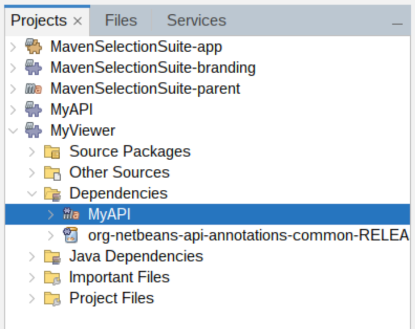 Projects × Files Services
MavenSelectionSuite-app
MavenSelectionSuite-branding
MavenSelectionSuite-parent
MyAPI
MyViewer
Source Packages
Other Sources
Dependencies
MyAPI
org-netbeans-api-annotations-common-RELEA
Java Dependencies
Important Files
Project Files